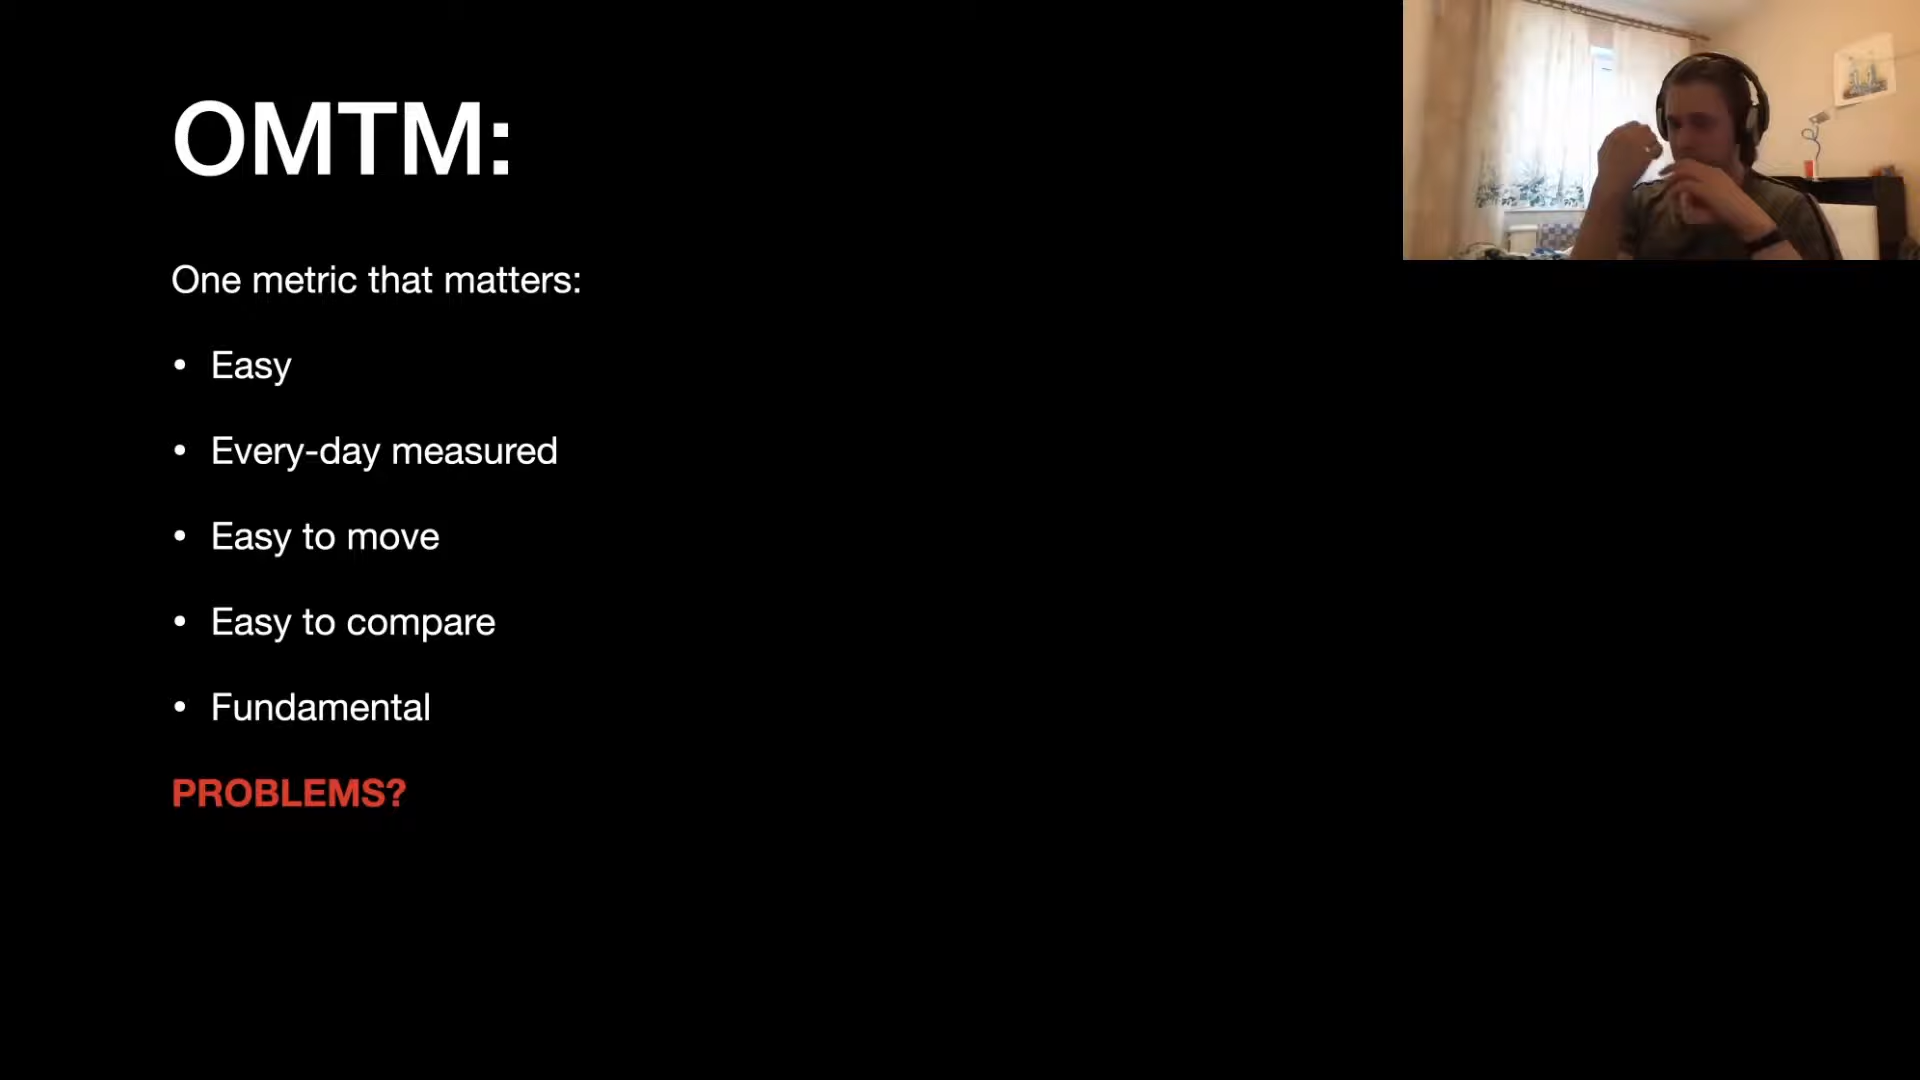 OMTM:
One metric that matters:
• Easy
• Every-day measured
• Easy to move
• Easy to compare
• Fundamental
PROBLEMS?